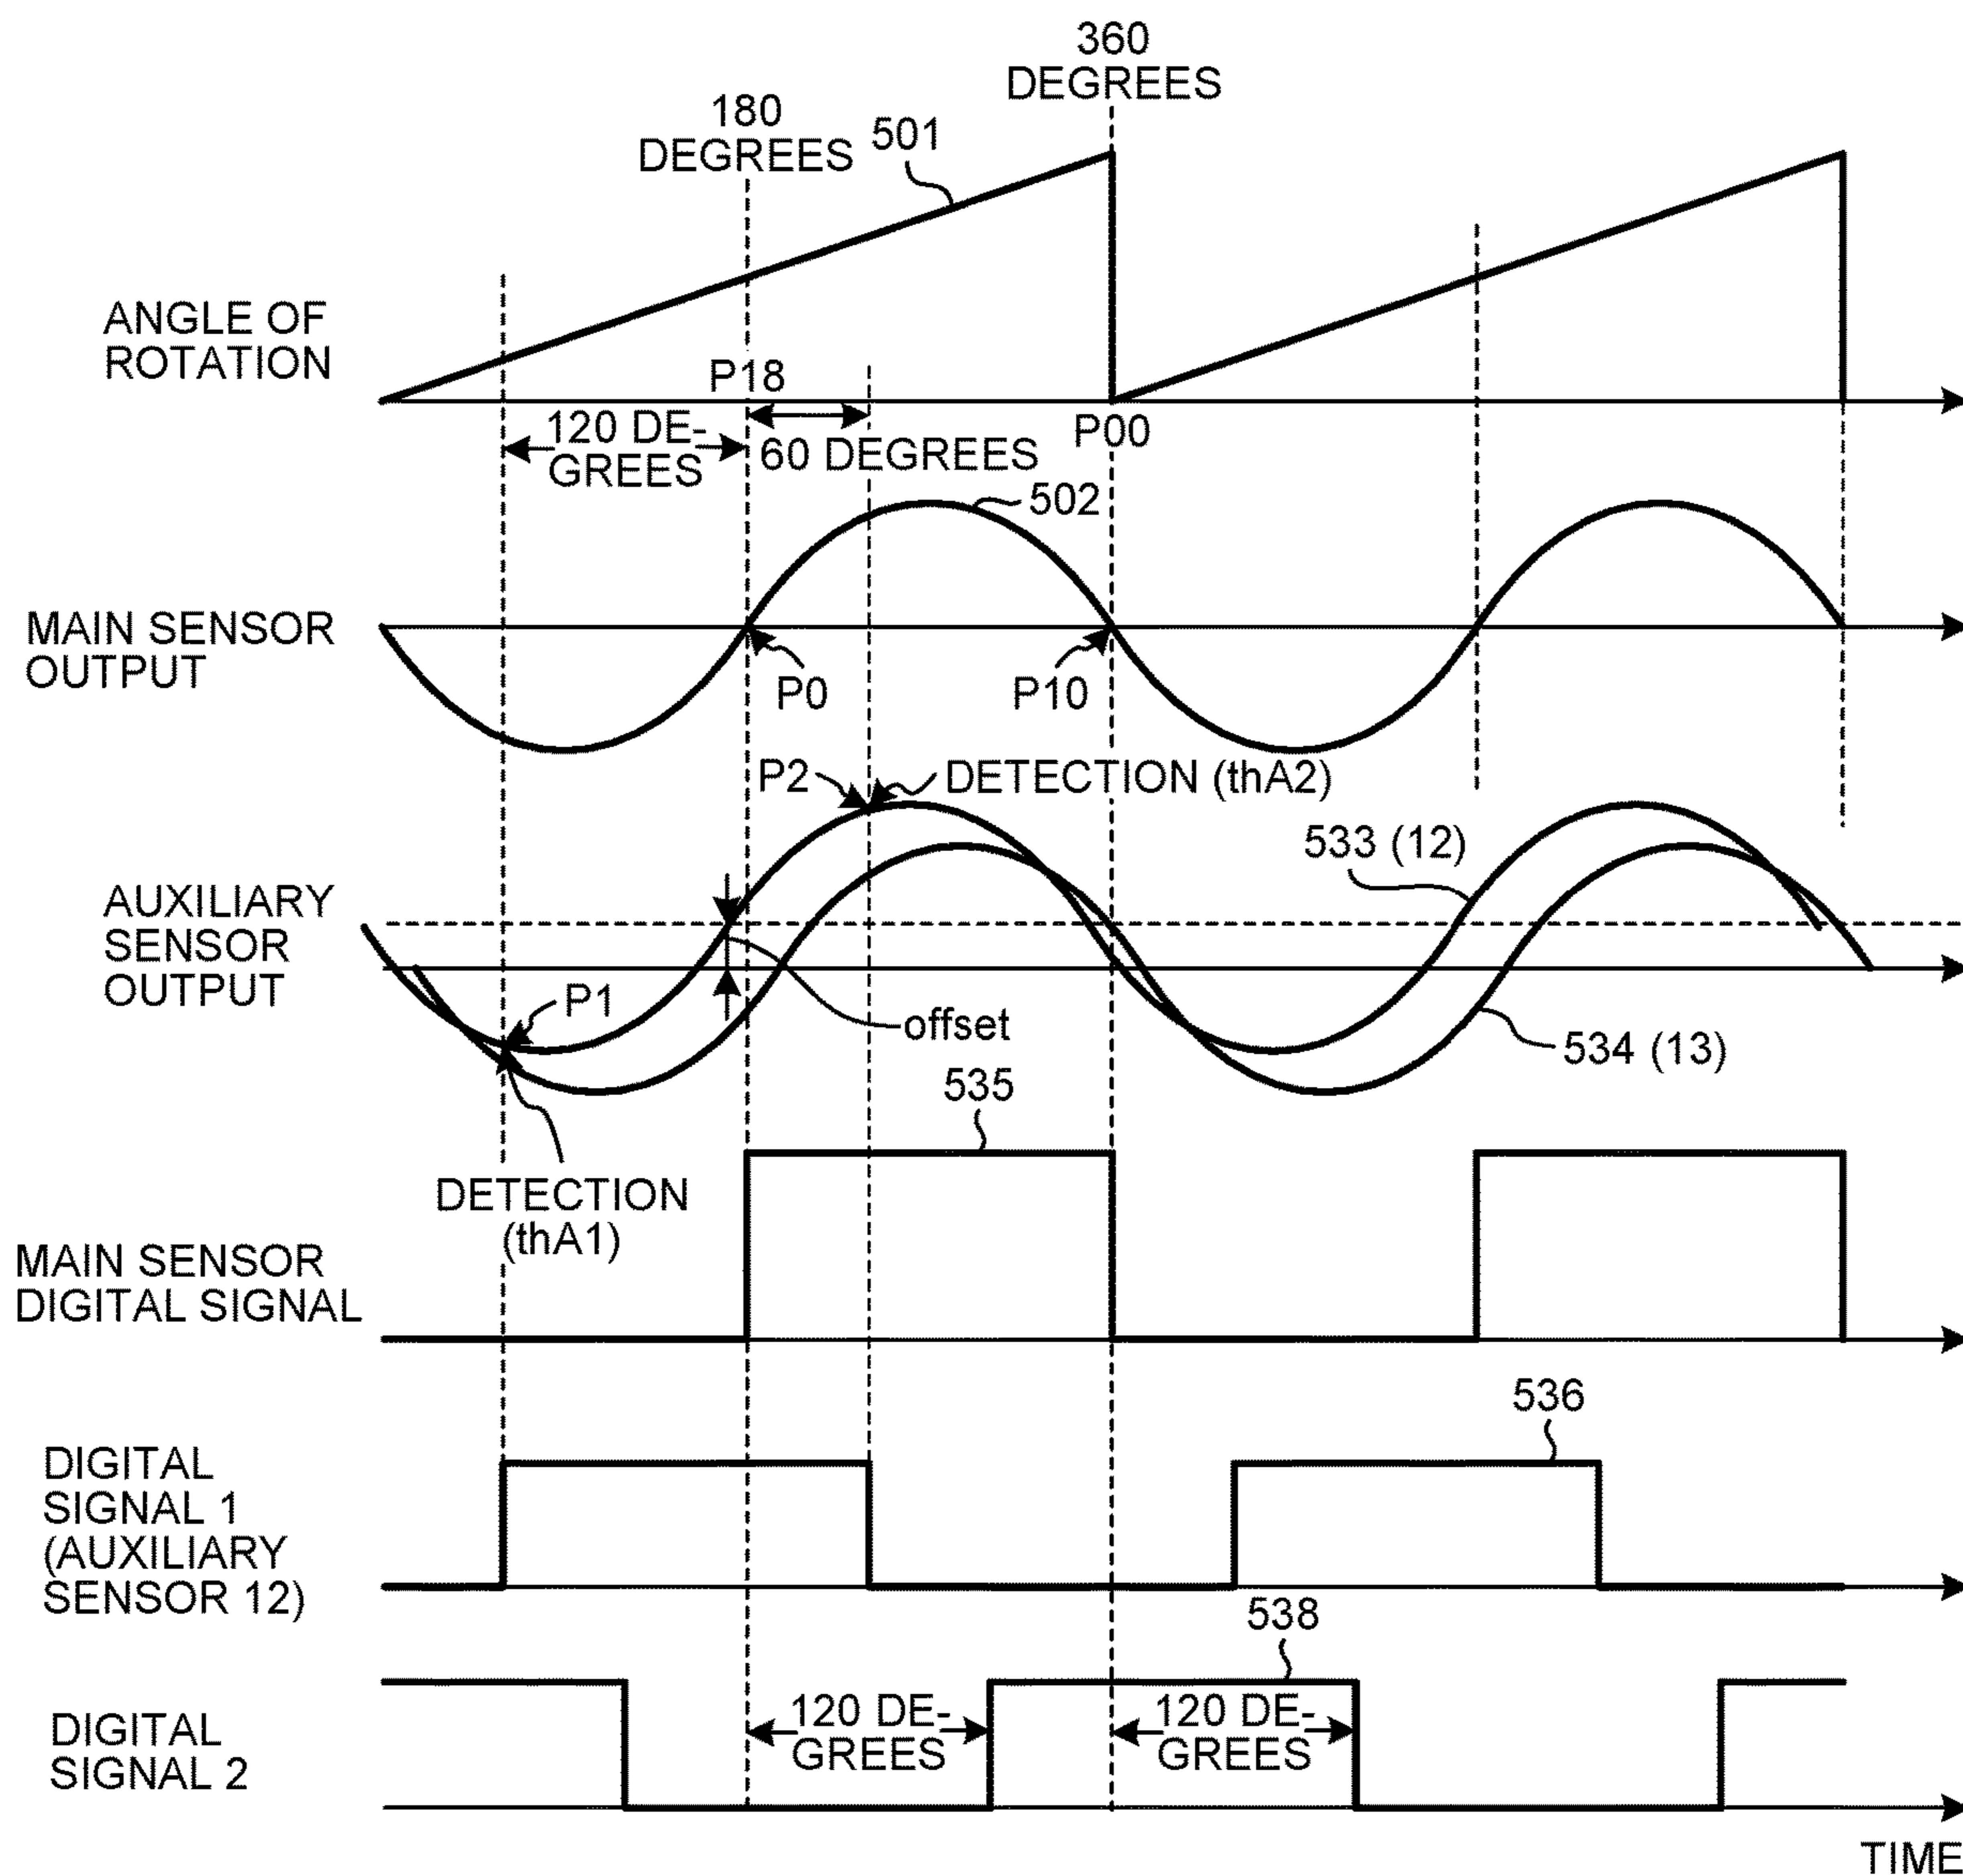 360
DEGREES
180
DEGREES
501
ANGLE OF
ROTATION
P18
P00
120 DE-
GREES
60 DEGREES
502
MAIN SENSOR
OUTPUT
P0
P10
P2
DETECTION (thA2)
533 (12)
AUXILIARY
SENSOR
OUTPUT
P1
offset
534 (13)
535
DETECTION
(thA1)
MAIN SENSOR
DIGITAL SIGNAL
536
DIGITAL
SIGNAL 1
(AUXILIARY
SENSOR 12)
538
120 DE-
GREES
120 DE-
GREES
DIGITAL
SIGNAL 2
TIME